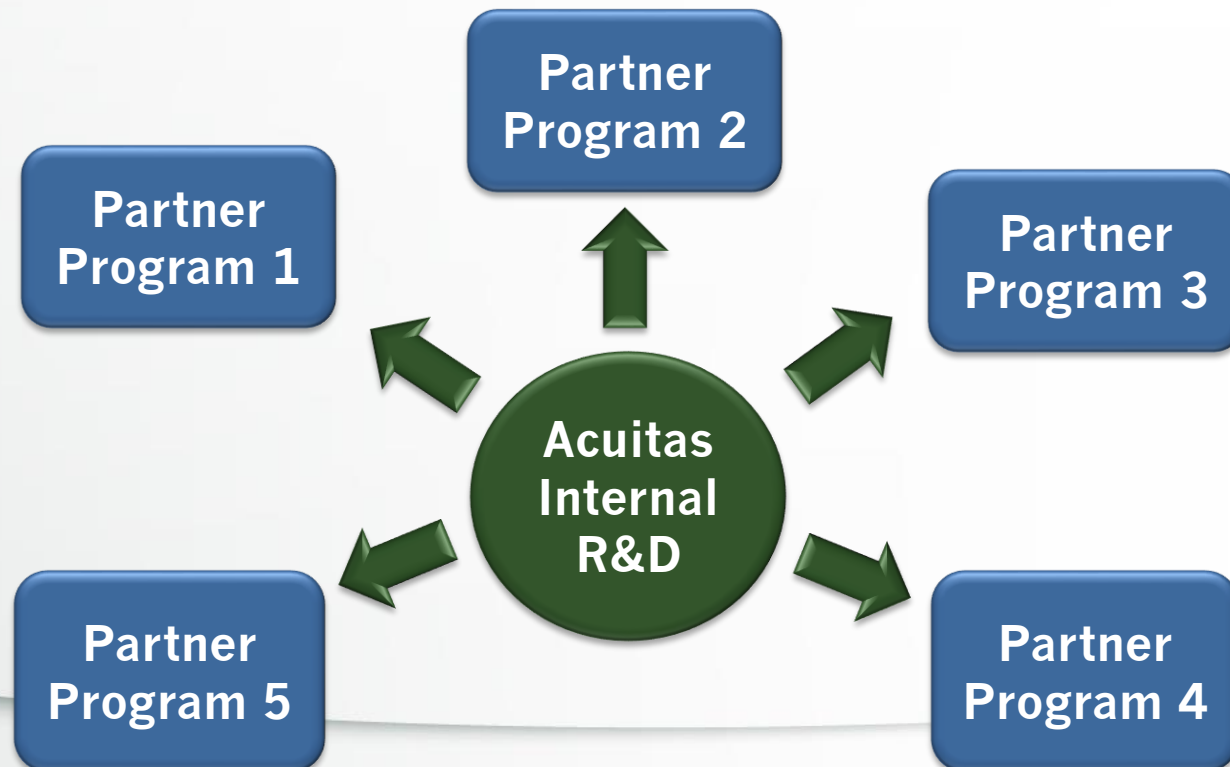 Partner
Program 2
Partner
Program 1
Partner
Program 3
Acuitas
Internal
R&D
Partner
Program 5
Partner
Program 4